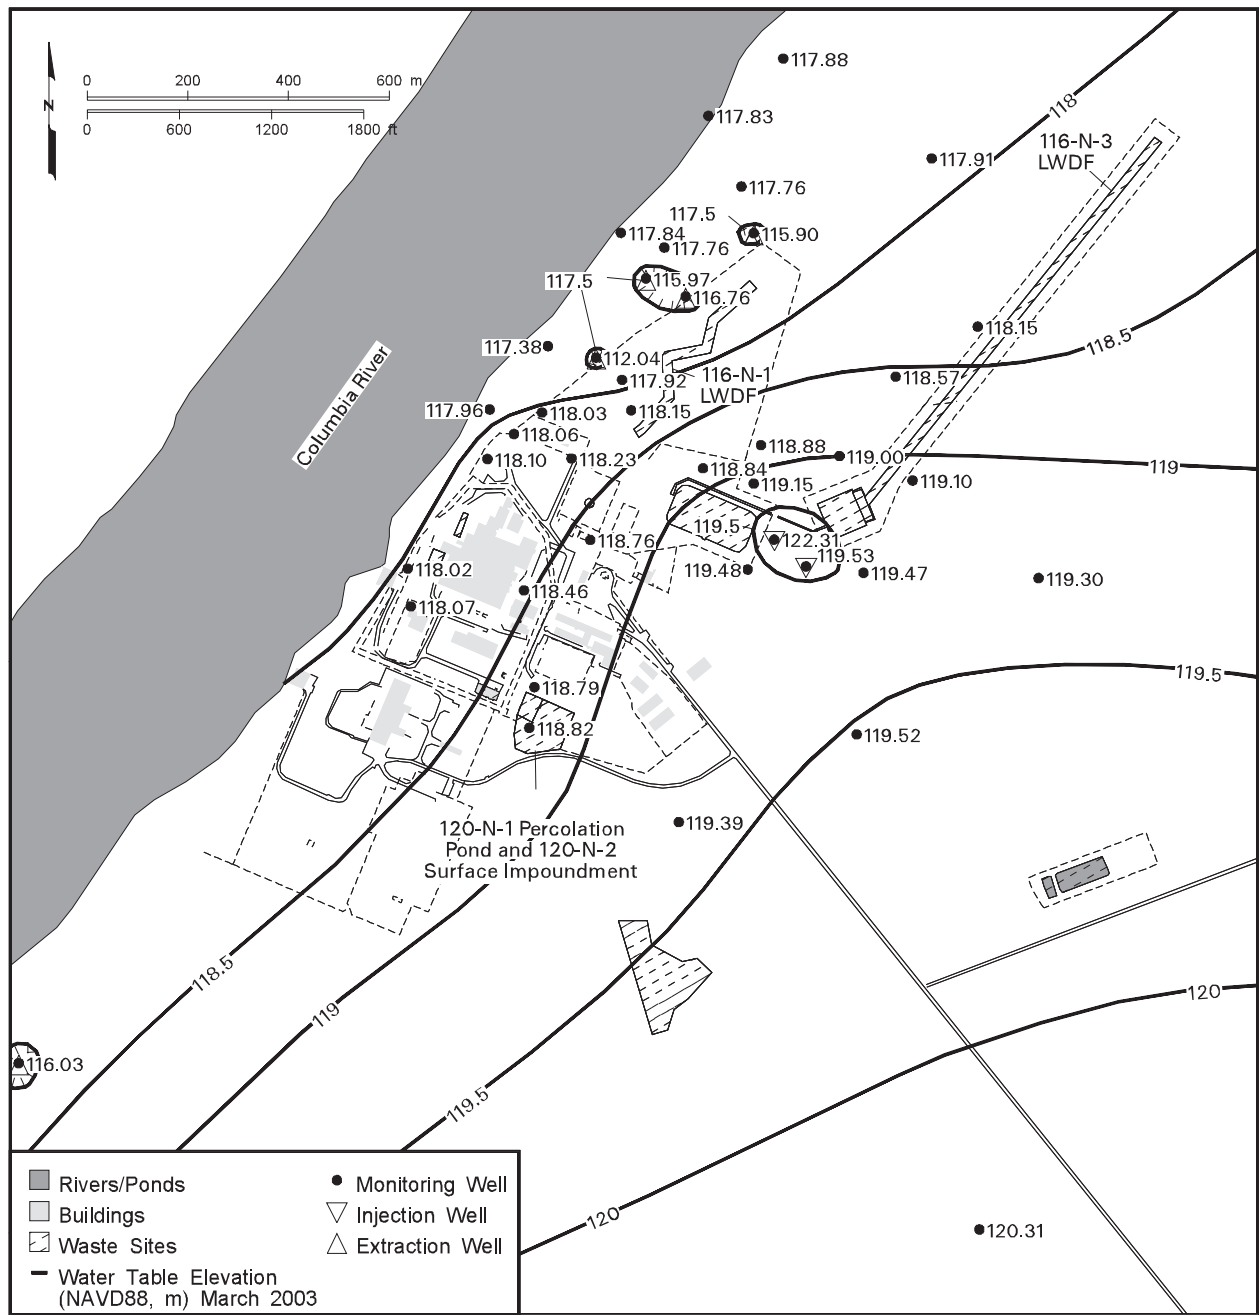 N
0 200 400 600 m
0 600 1200 1800 ft
117.88
117.83
118
116-N-3
LWDF
117.91
117.76
117.5
115.90
117.84
117.76
117.5
115.97
116.76
118.15
117.38
112.04
118.5
117.92
116-N-1
LWDF
118.57
Columbia River
117.96
118.03
118.15
118.06
118.88
118.10
118.23
118.84
119.00
119
119.15
119.10
119.5
118.76
122.31
119.53
118.02
119.48
119.47
119.30
118.46
118.07
118.79
119.5
118.82
119.52
119.39
120-N-1 Percolation
Pond and 120-N-2
Surface Impoundment
118.5
119
120
116.03
119.5
120
120.31
Rivers/Ponds
Buildings
Waste Sites
Water Table Elevation
(NAVD88, m) March 2003
Monitoring Well
Injection Well
Extraction Well